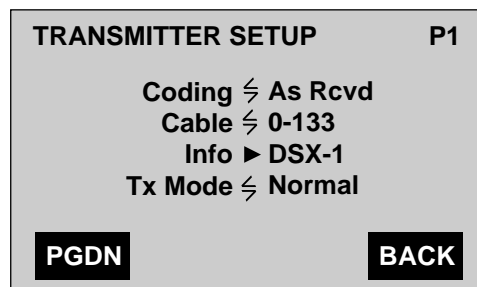 TRANSMITTER SETUP P1
Coding ⚡ As Rcvd
Cable ⚡ 0-133
Info ► DSX-1
Tx Mode ⚡ Normal
PGDN BACK